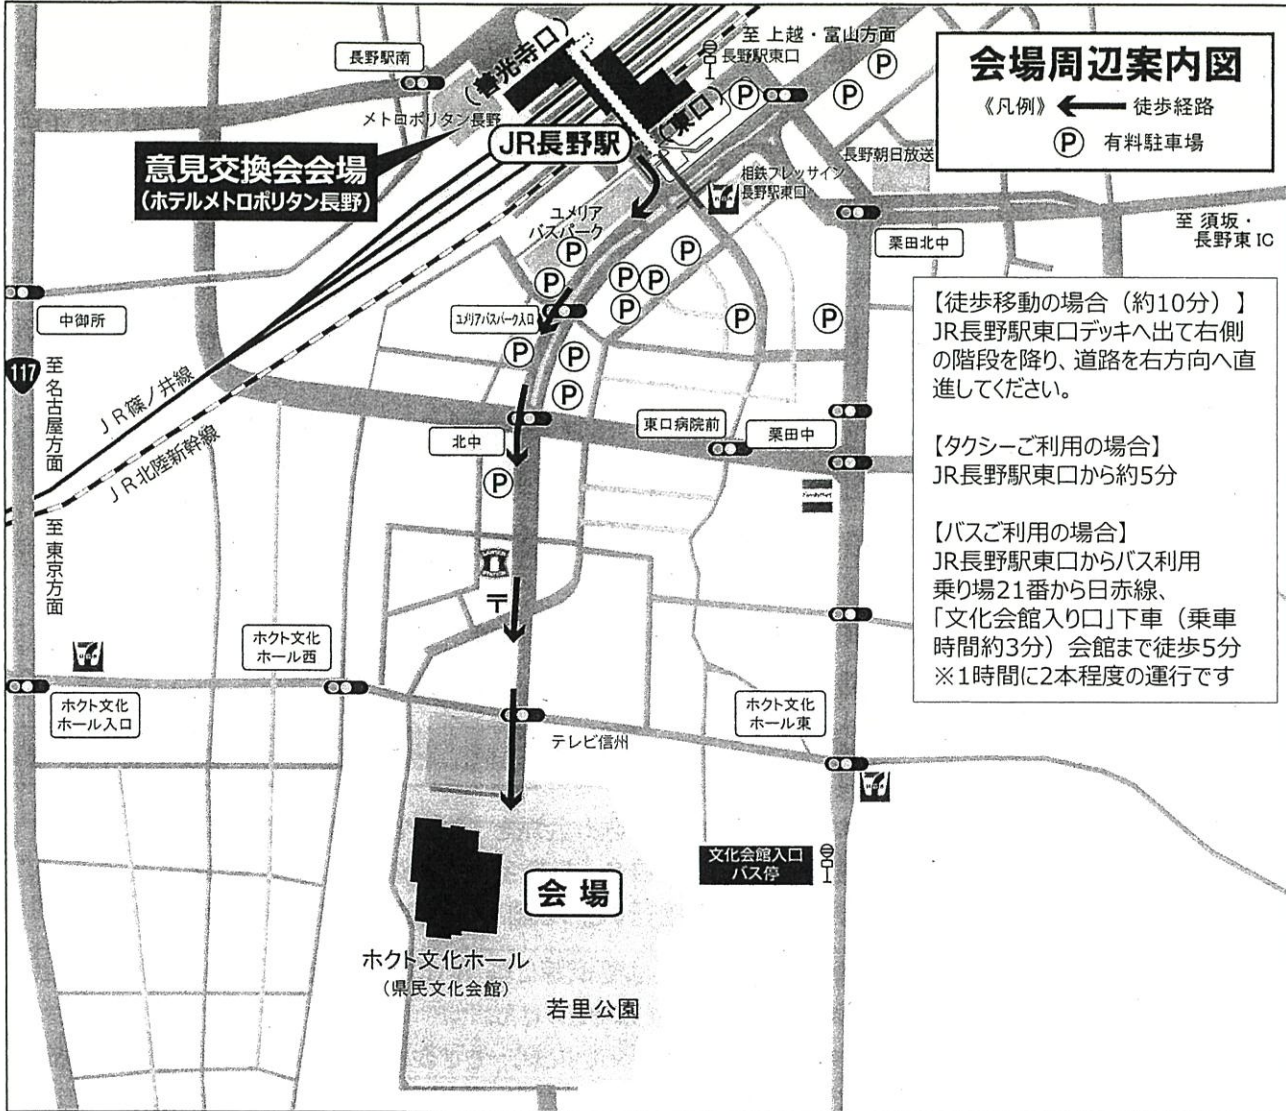 会場周辺案内図
《凡例》 徒歩経路
Ⓟ 有料駐車場
至 上越・富山方面
長野駅東口
長野駅南
(善光寺口)
メトロポリタン長野
JR長野駅
(東口)
意見交換会会場
(ホテルメトロポリタン長野)
長野朝日放送
相鉄フレッサイン
長野駅東口
ユメリア
バスパーク
栗田北中
至 須坂・
長野東IC
中御所
ユメリアバスパーク入口
117
至 名古屋方面
JR篠ノ井線
JR北陸新幹線
至 東京方面
北中
東口病院前
栗田中
【徒歩移動の場合（約10分）】
JR長野駅東口デッキへ出て右側
の階段を降り、道路を右方向へ直
進してください。
【タクシーご利用の場合】
JR長野駅東口から約5分
【バスご利用の場合】
JR長野駅東口からバス利用
乗り場21番から日赤線、
「文化会館入り口」下車（乗車
時間約3分）会館まで徒歩5分
※1時間に2本程度の運行です
〒
ホクト文化
ホール西
ホクト文化
ホール入口
ホクト文化
ホール東
テレビ信州
文化会館入口
バス停
会場
ホクト文化ホール
（県民文化会館）
若里公園